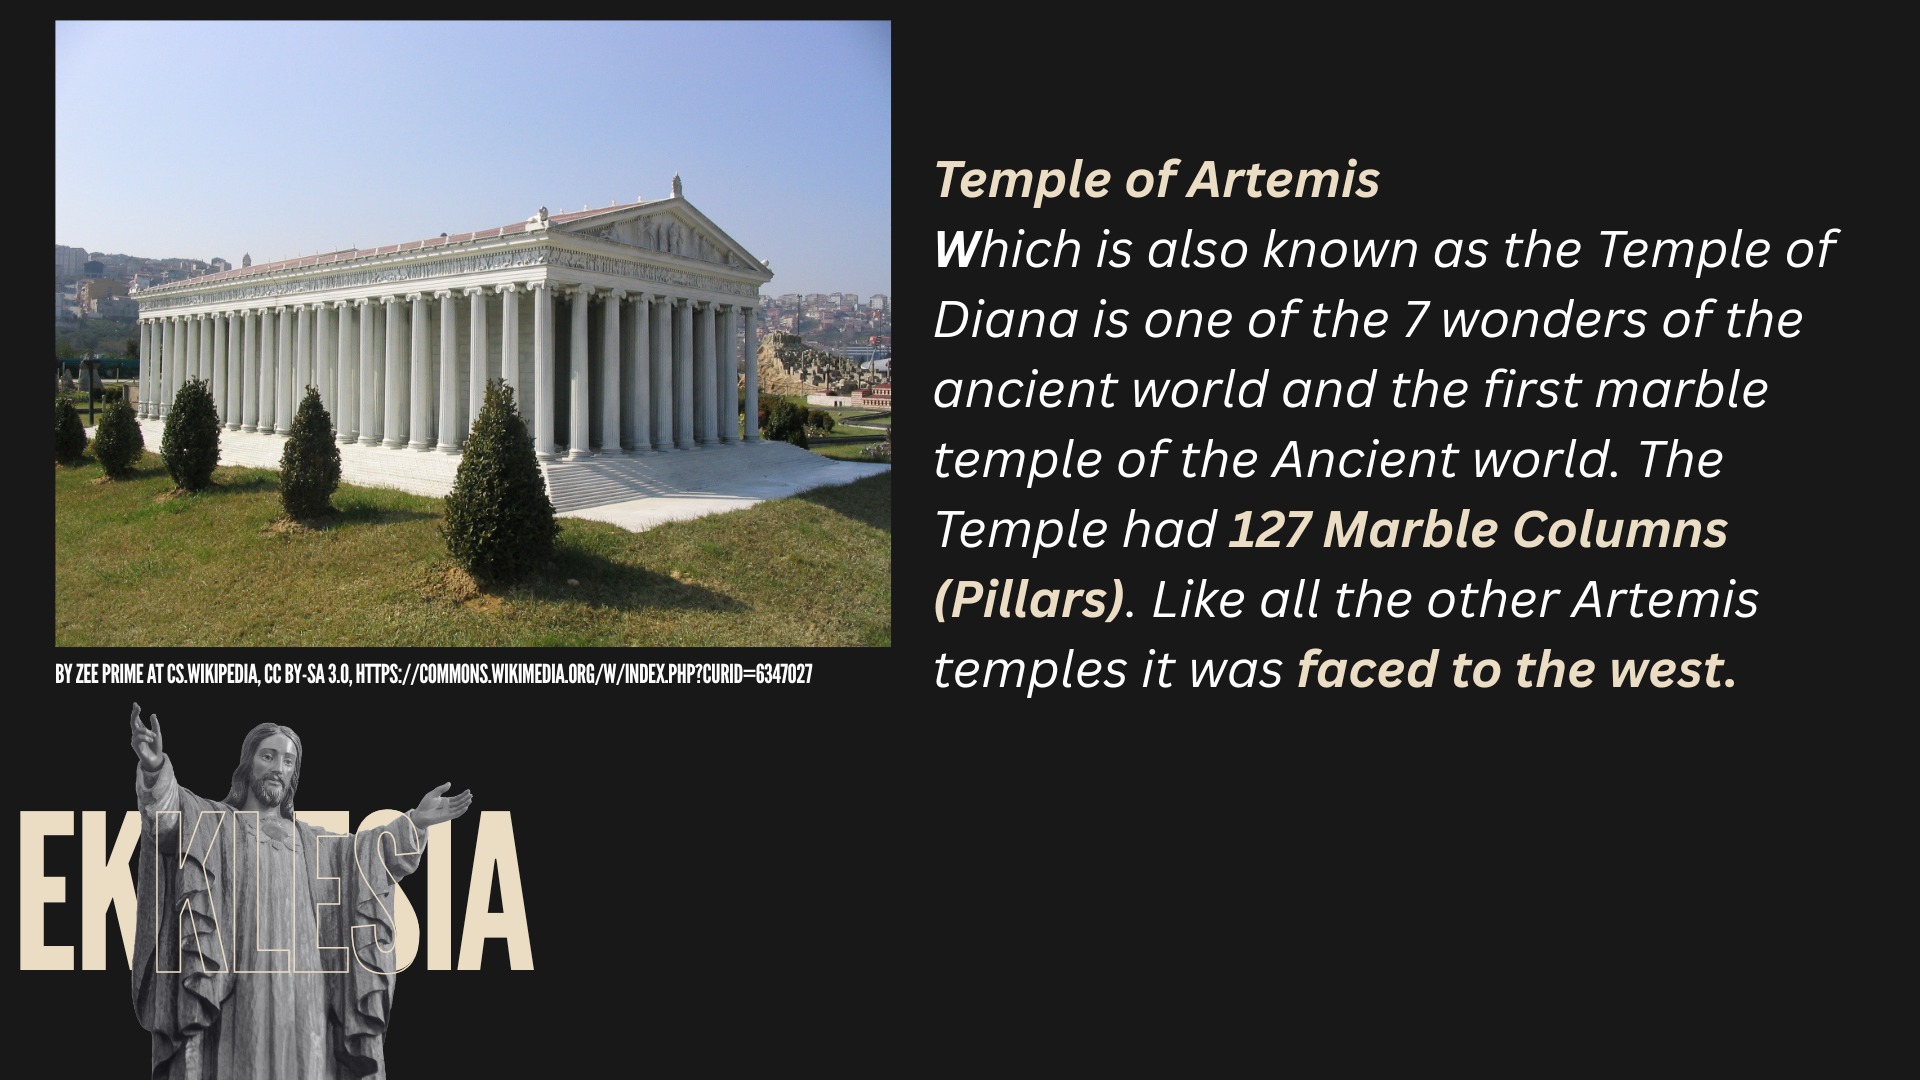 Temple of Artemis
Which is also known as the Temple of
Diana is one of the 7 wonders of the
ancient world and the first marble
temple of the Ancient world. The
Temple had 127 Marble Columns
(Pillars). Like all the other Artemis
temples it was faced to the west.
BY ZEE PRIME AT CS.WIKIPEDIA, CC BY-SA 3.0, HTTPS://COMMONS.WIKIMEDIA.ORG/W/INDEX.PHP?CURID=6347027
EKKLESIA